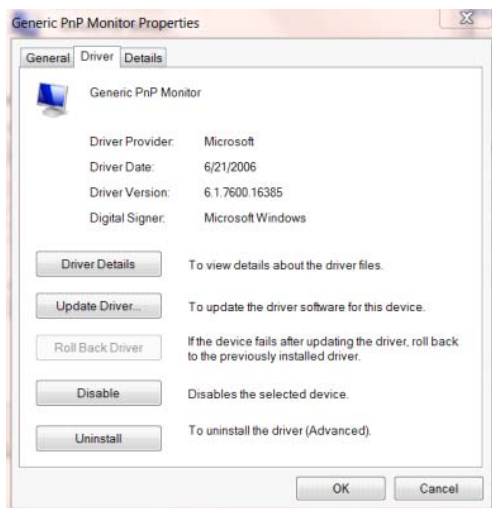 Generic PnP Monitor Properties
General Driver Details
Generic PnP Monitor
Driver Provider: Microsoft
Driver Date: 6/21/2006
Driver Version: 6.1.7600.16385
Digital Signer: Microsoft Windows
Driver Details To view details about the driver files.
Update Driver... To update the driver software for this device.
Roll Back Driver If the device fails after updating the driver, roll back
to the previously installed driver.
Disable Disables the selected device.
Uninstall To uninstall the driver (Advanced).
OK Cancel